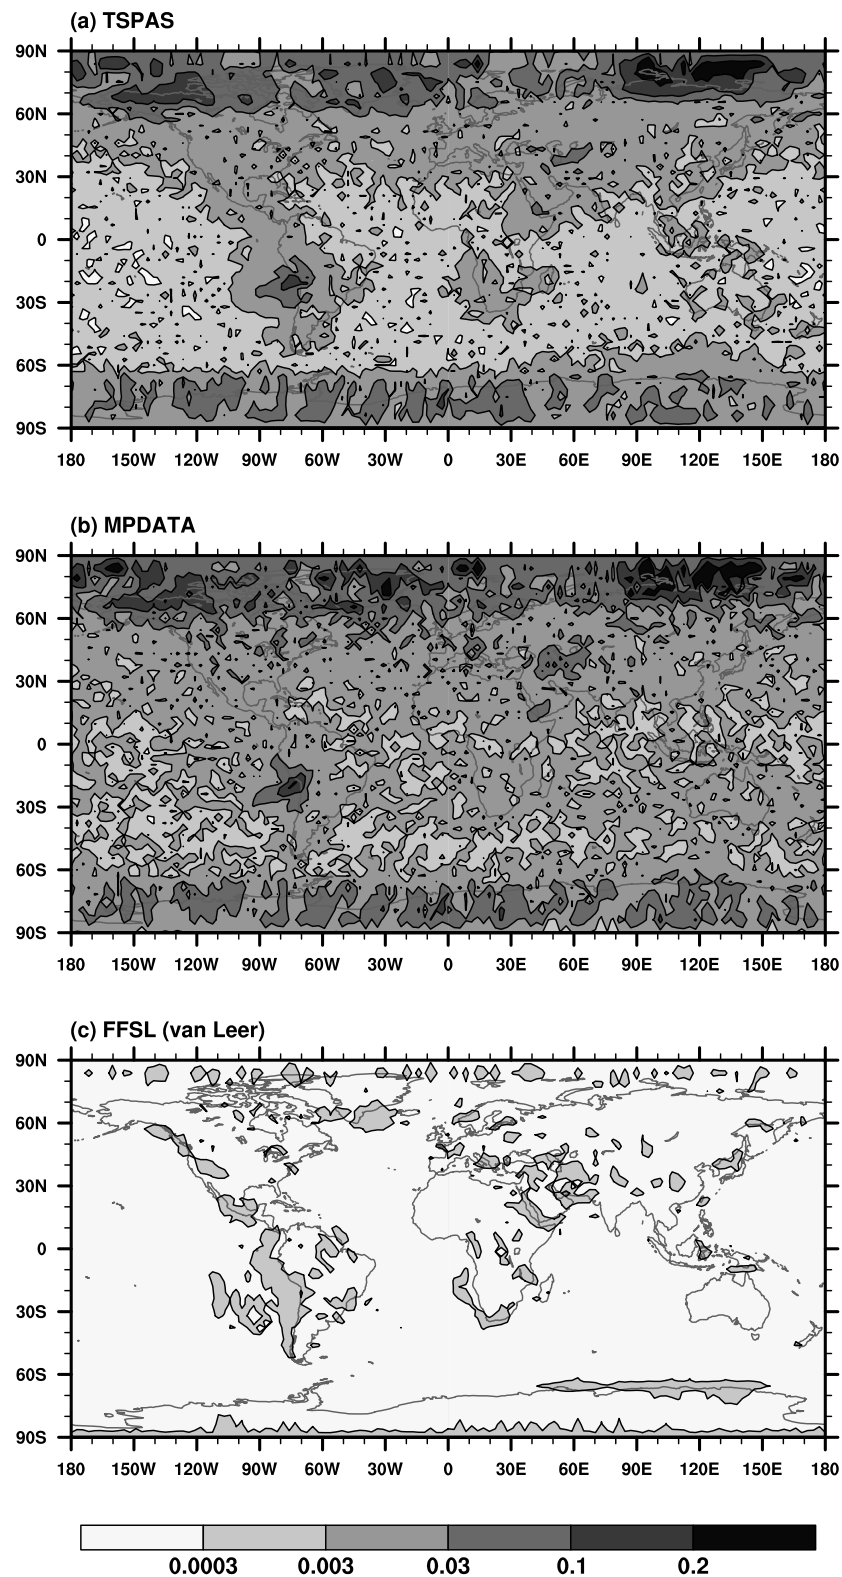 (a) TSPAS
90N
60N
30N
0
30S
60S
90S
180 150W 120W 90W 60W 30W 0 30E 60E 90E 120E 150E 180
(b) MPDATA
90N
60N
30N
0
30S
60S
90S
180 150W 120W 90W 60W 30W 0 30E 60E 90E 120E 150E 180
(c) FFSL (van Leer)
90N
60N
30N
0
30S
60S
90S
180 150W 120W 90W 60W 30W 0 30E 60E 90E 120E 150E 180
0.0003 0.003 0.03 0.1 0.2